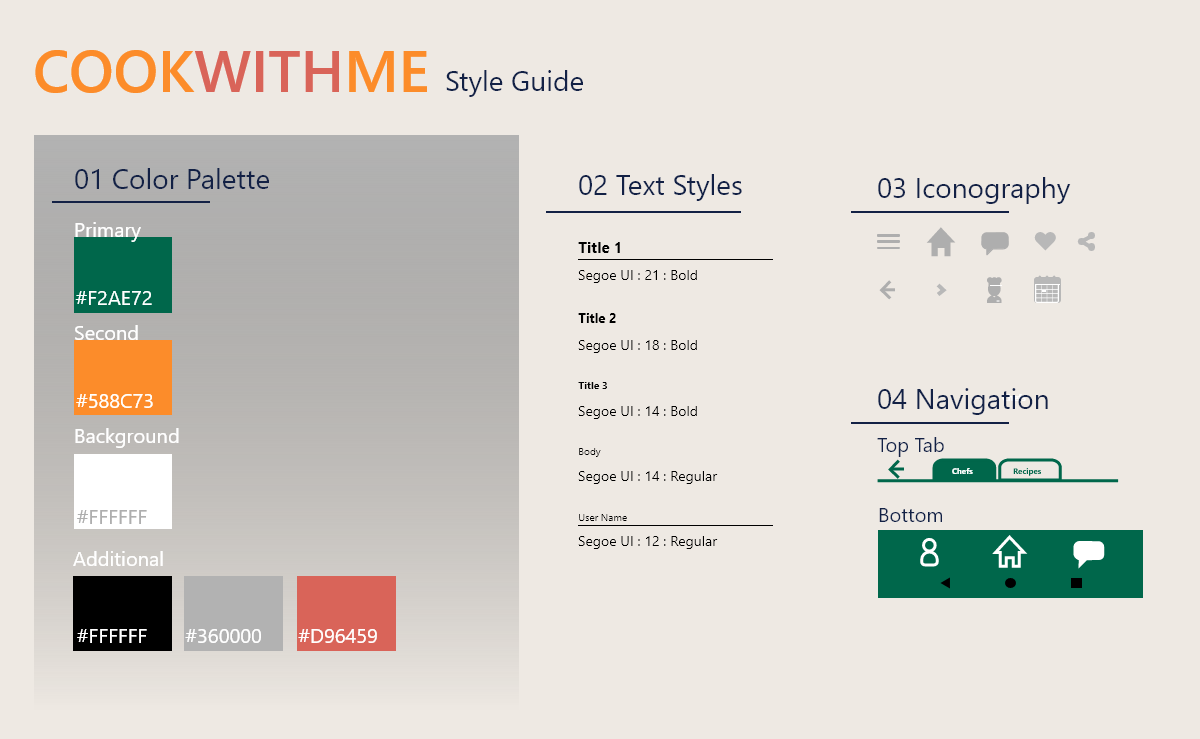 COOKWITHME Style Guide
01 Color Palette
Primary
#F2AE72
Second
#588C73
Background
#FFFFFF
Additional
#FFFFFF #360000 #D96459
02 Text Styles
Title 1
Segoe UI : 21 : Bold
Title 2
Segoe UI : 18 : Bold
Title 3
Segoe UI : 14 : Bold
Body
Segoe UI : 14 : Regular
User Name
Segoe UI : 12 : Regular
03 Iconography
04 Navigation
Top Tab
Chefs Recipes
Bottom